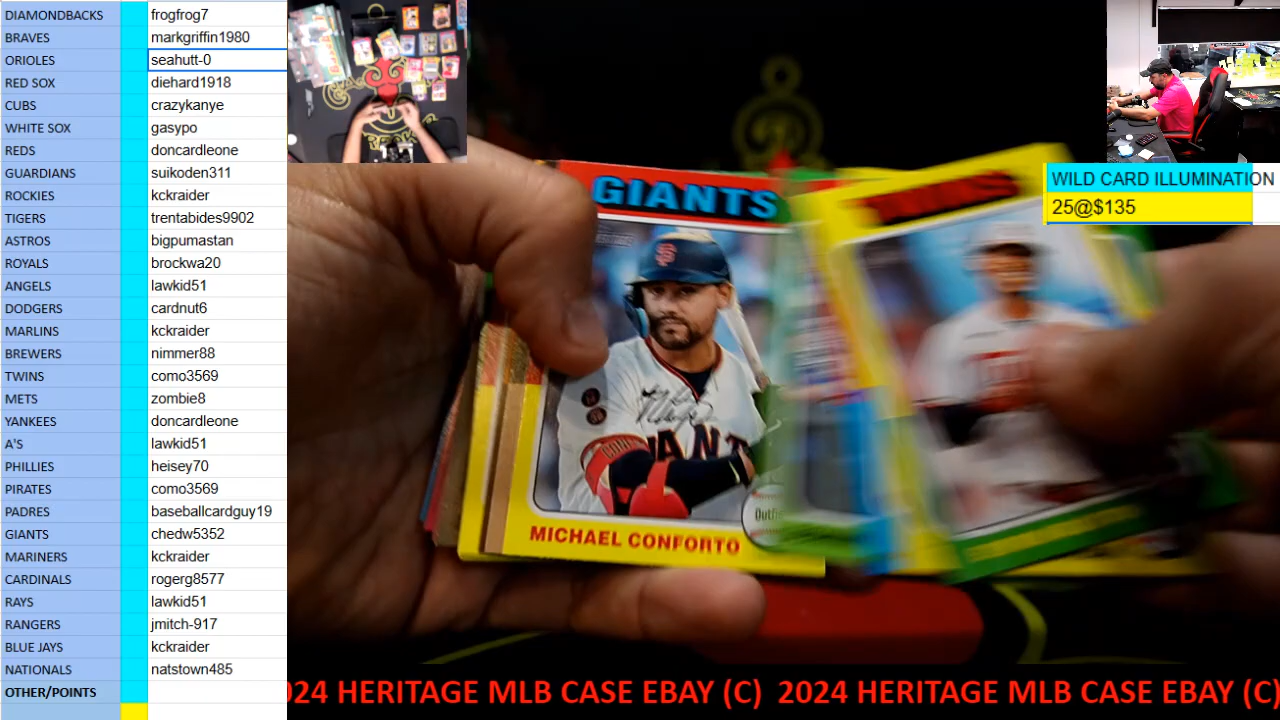 DIAMONDBACKS frogfrog7
BRAVES markgriffin1980
ORIOLES seahutt-0
RED SOX diehard1918
CUBS crazykanye
WHITE SOX gasypo
REDS doncardleone
GUARDIANS suikoden311
ROCKIES kckraider
TIGERS trentabides9902
ASTROS bigpumastan
ROYALS brockwa20
ANGELS lawkid51
DODGERS cardnut6
MARLINS kckraider
BREWERS nimmer88
TWINS como3569
METS zombie8
YANKEES doncardleone
A'S lawkid51
PHILLIES heisey70
PIRATES como3569
PADRES baseballcardguy19
GIANTS chedw5352
MARINERS kckraider
CARDINALS rogerg8577
RAYS lawkid51
RANGERS jmitch-917
BLUE JAYS kckraider
NATIONALS natstown485
OTHER/POINTS
GIANTS
MICHAEL CONFORTO
TWINS
WILD CARD ILLUMINATION
25@$135
024 HERITAGE MLB CASE EBAY (C) 2024 HERITAGE MLB CASE EBAY (C)